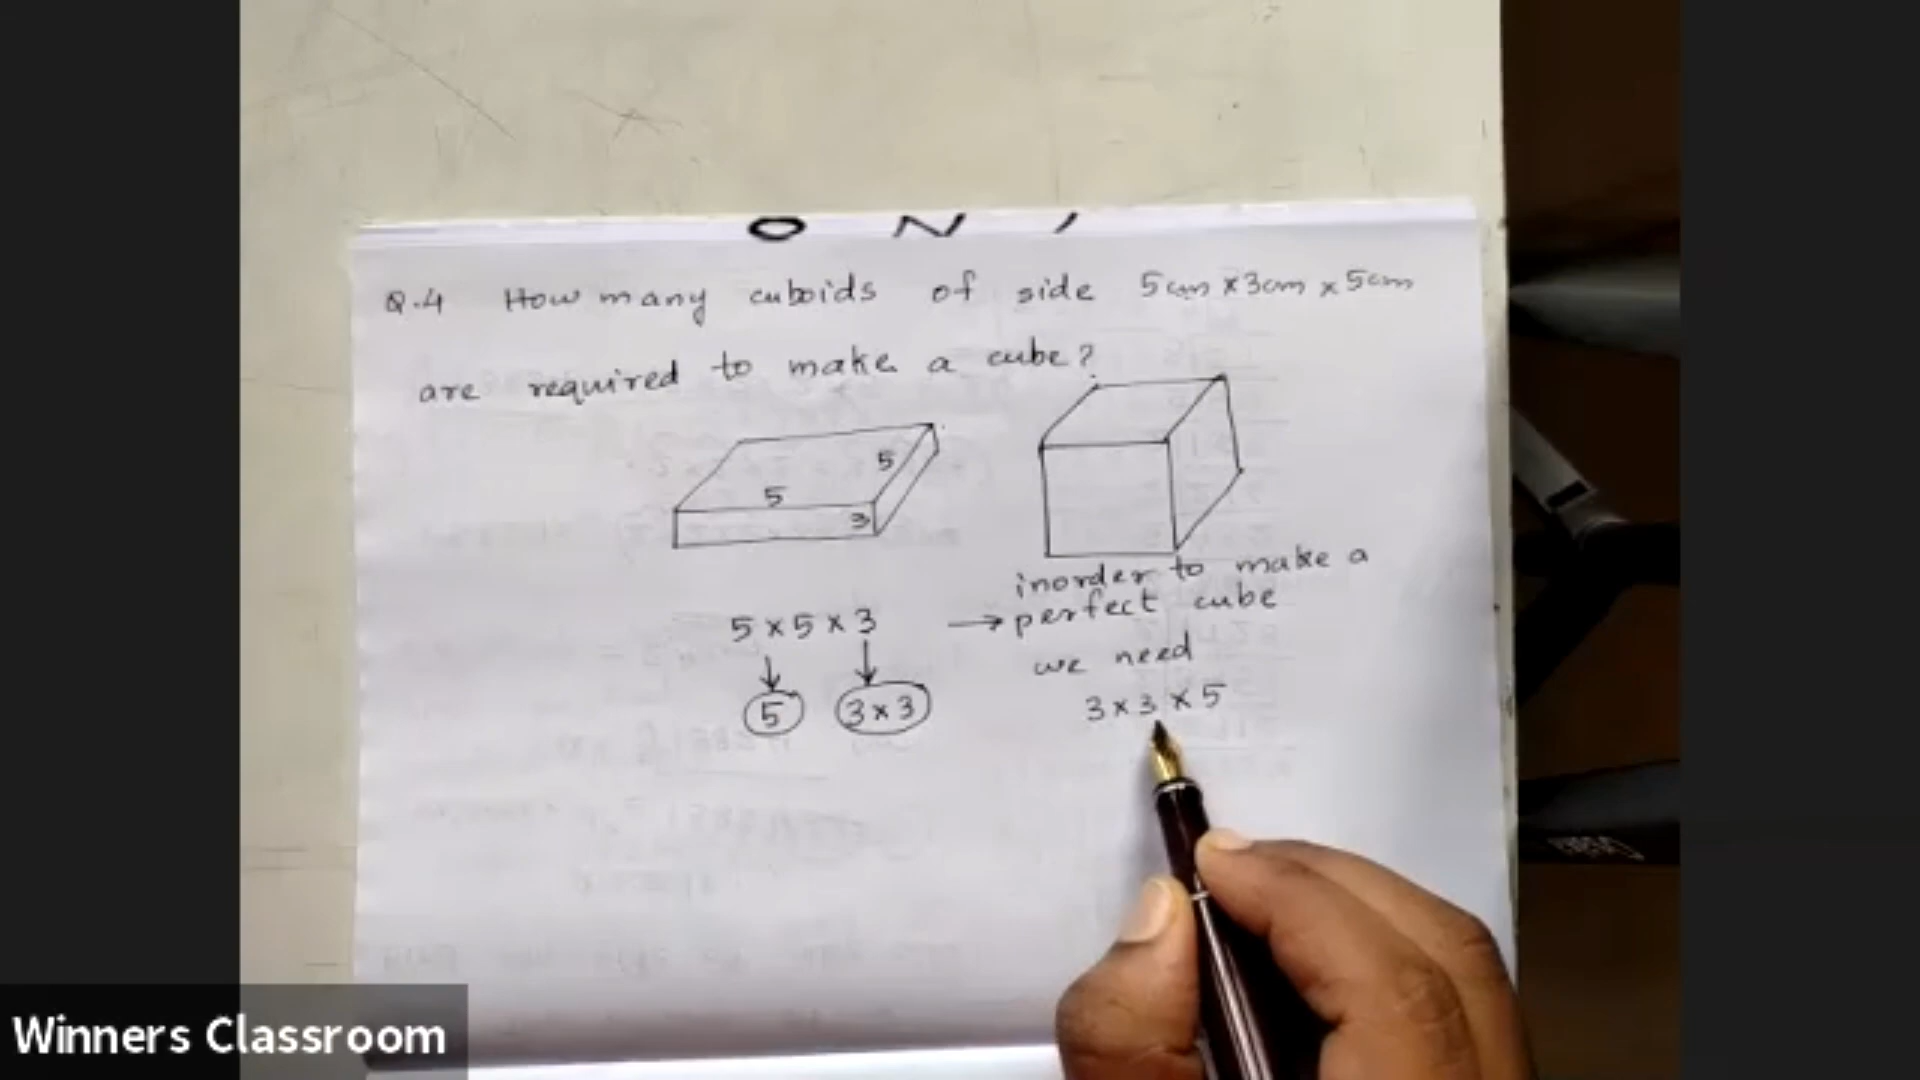 Q.4 How many cuboids of side 5cm x 3cm x 5cm
are required to make a cube?
5
5
3
inorder to make a
5 x 5 x 3 → perfect cube
we need
5 3 x 3
3 x 3 x 5
Winners Classroom